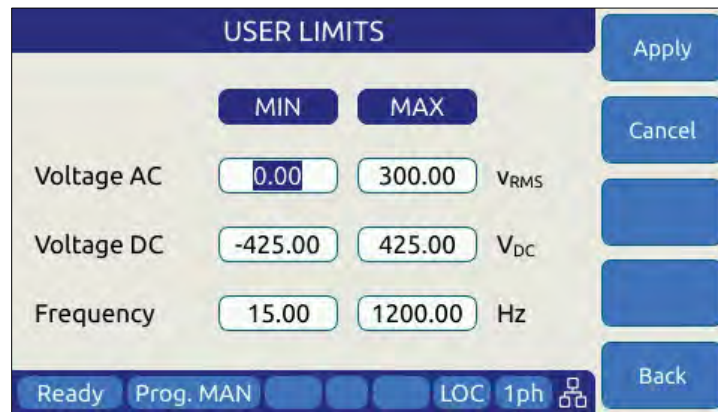 USER LIMITS
Apply
MIN MAX
Cancel
Voltage AC 0.00 300.00 VRMS
Voltage DC -425.00 425.00 VDC
Frequency 15.00 1200.00 Hz
Back
Ready Prog. MAN LOC 1ph